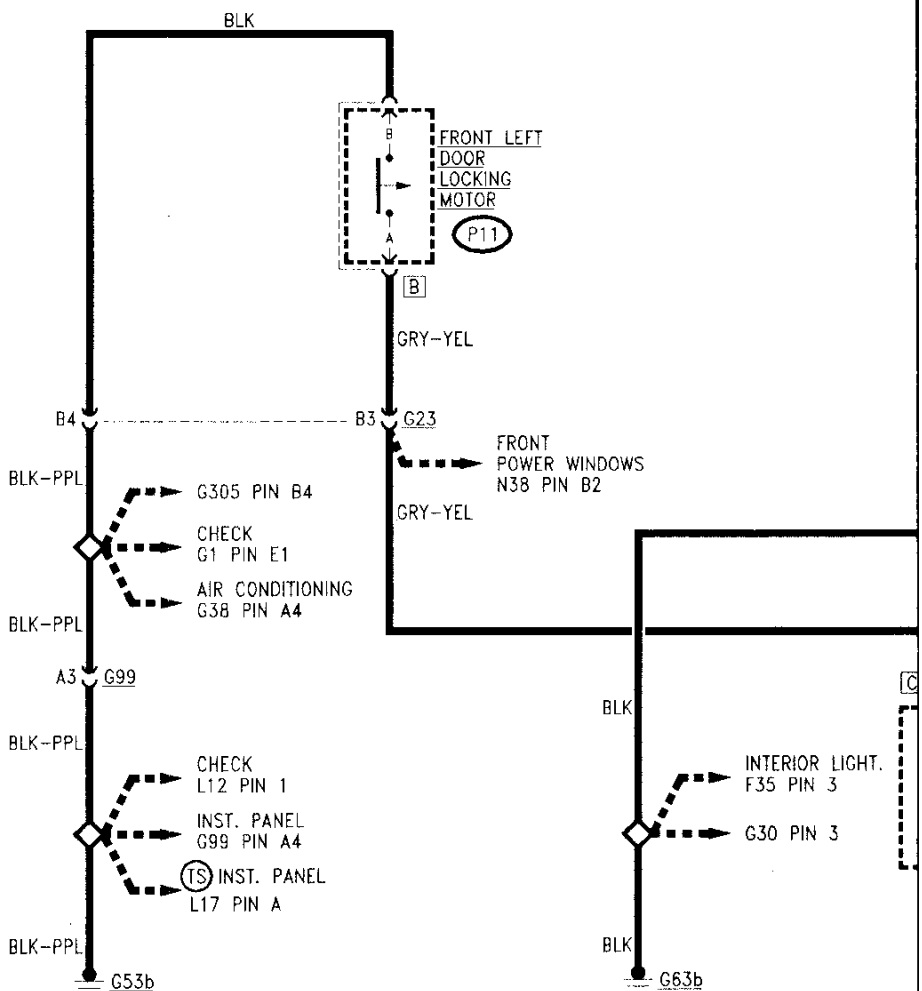 BLK
B
FRONT LEFT
DOOR
LOCKING
MOTOR
P11
A
B
GRY-YEL
B4
B3 G23
FRONT
POWER WINDOWS
N38 PIN B2
BLK-PPL
G305 PIN B4
GRY-YEL
CHECK
G1 PIN E1
AIR CONDITIONING
G38 PIN A4
BLK-PPL
A3 G99
C
BLK
BLK-PPL
CHECK
L12 PIN 1
INTERIOR LIGHT.
F35 PIN 3
INST. PANEL
G99 PIN A4
G30 PIN 3
TS INST. PANEL
L17 PIN A
BLK-PPL
BLK
G53b
G63b